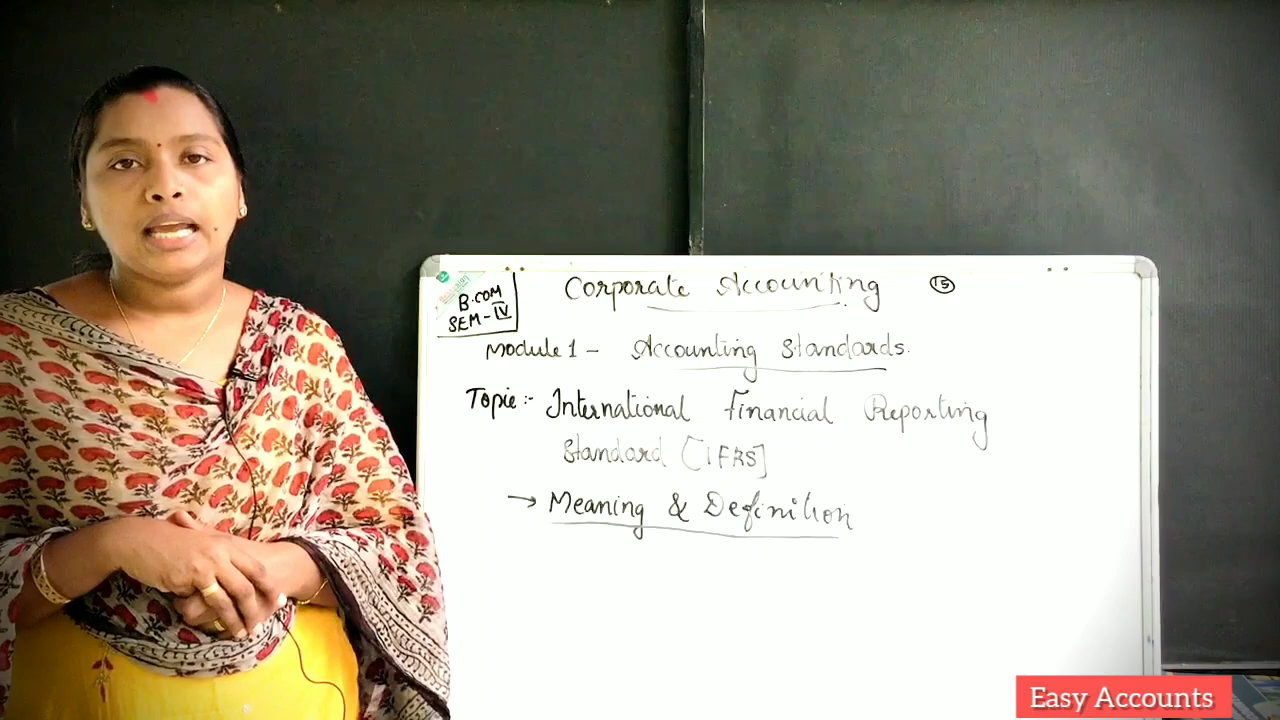 B.COM
SEM-IV
Corporate Accounting
15
Module 1 - Accounting Standards.
Topic:- International Financial Reporting
Standard [IFRS]
→ Meaning & Definition
Easy Accounts